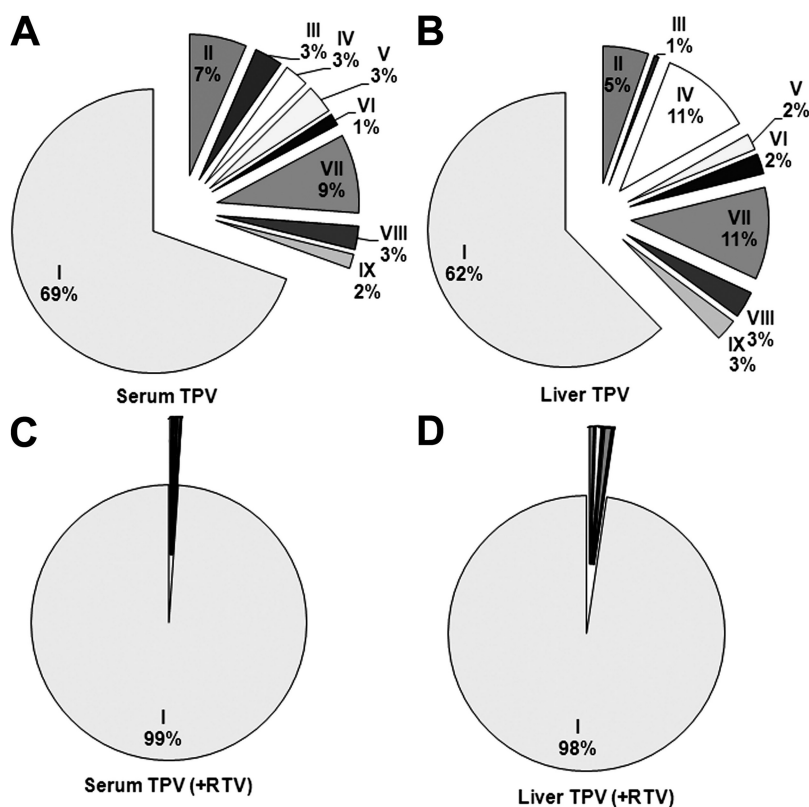 A
II
7%
III
3%
IV
3%
V
3%
VI
1%
VII
9%
VIII
3%
IX
2%
I
69%
Serum TPV
B
II
5%
III
1%
IV
11%
V
2%
VI
2%
VII
11%
VIII
3%
IX
3%
I
62%
Liver TPV
C
I
99%
Serum TPV (+RTV)
D
I
98%
Liver TPV (+RTV)